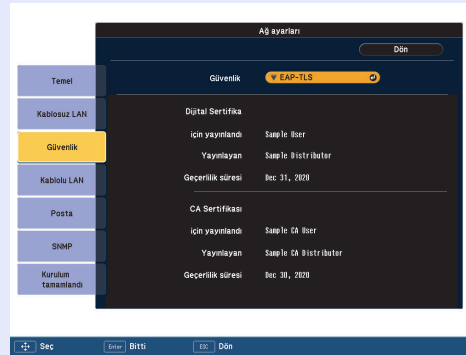 Ağ ayarları
Dön
Temel
Kablosuz LAN
Güvenlik
Kablolu LAN
Posta
SNMP
Kurulum
tamamlandı
Güvenlik EAP-TLS
Dijital Sertifika
için yayınlandı Sample User
Yayınlayan Sample Distributor
Geçerlilik süresi Dec 31, 2020
CA Sertifikası
için yayınlandı Sample CA User
Yayınlayan Sample CA Distributor
Geçerlilik süresi Dec 30, 2020
Seç Enter Bitti ESC Dön